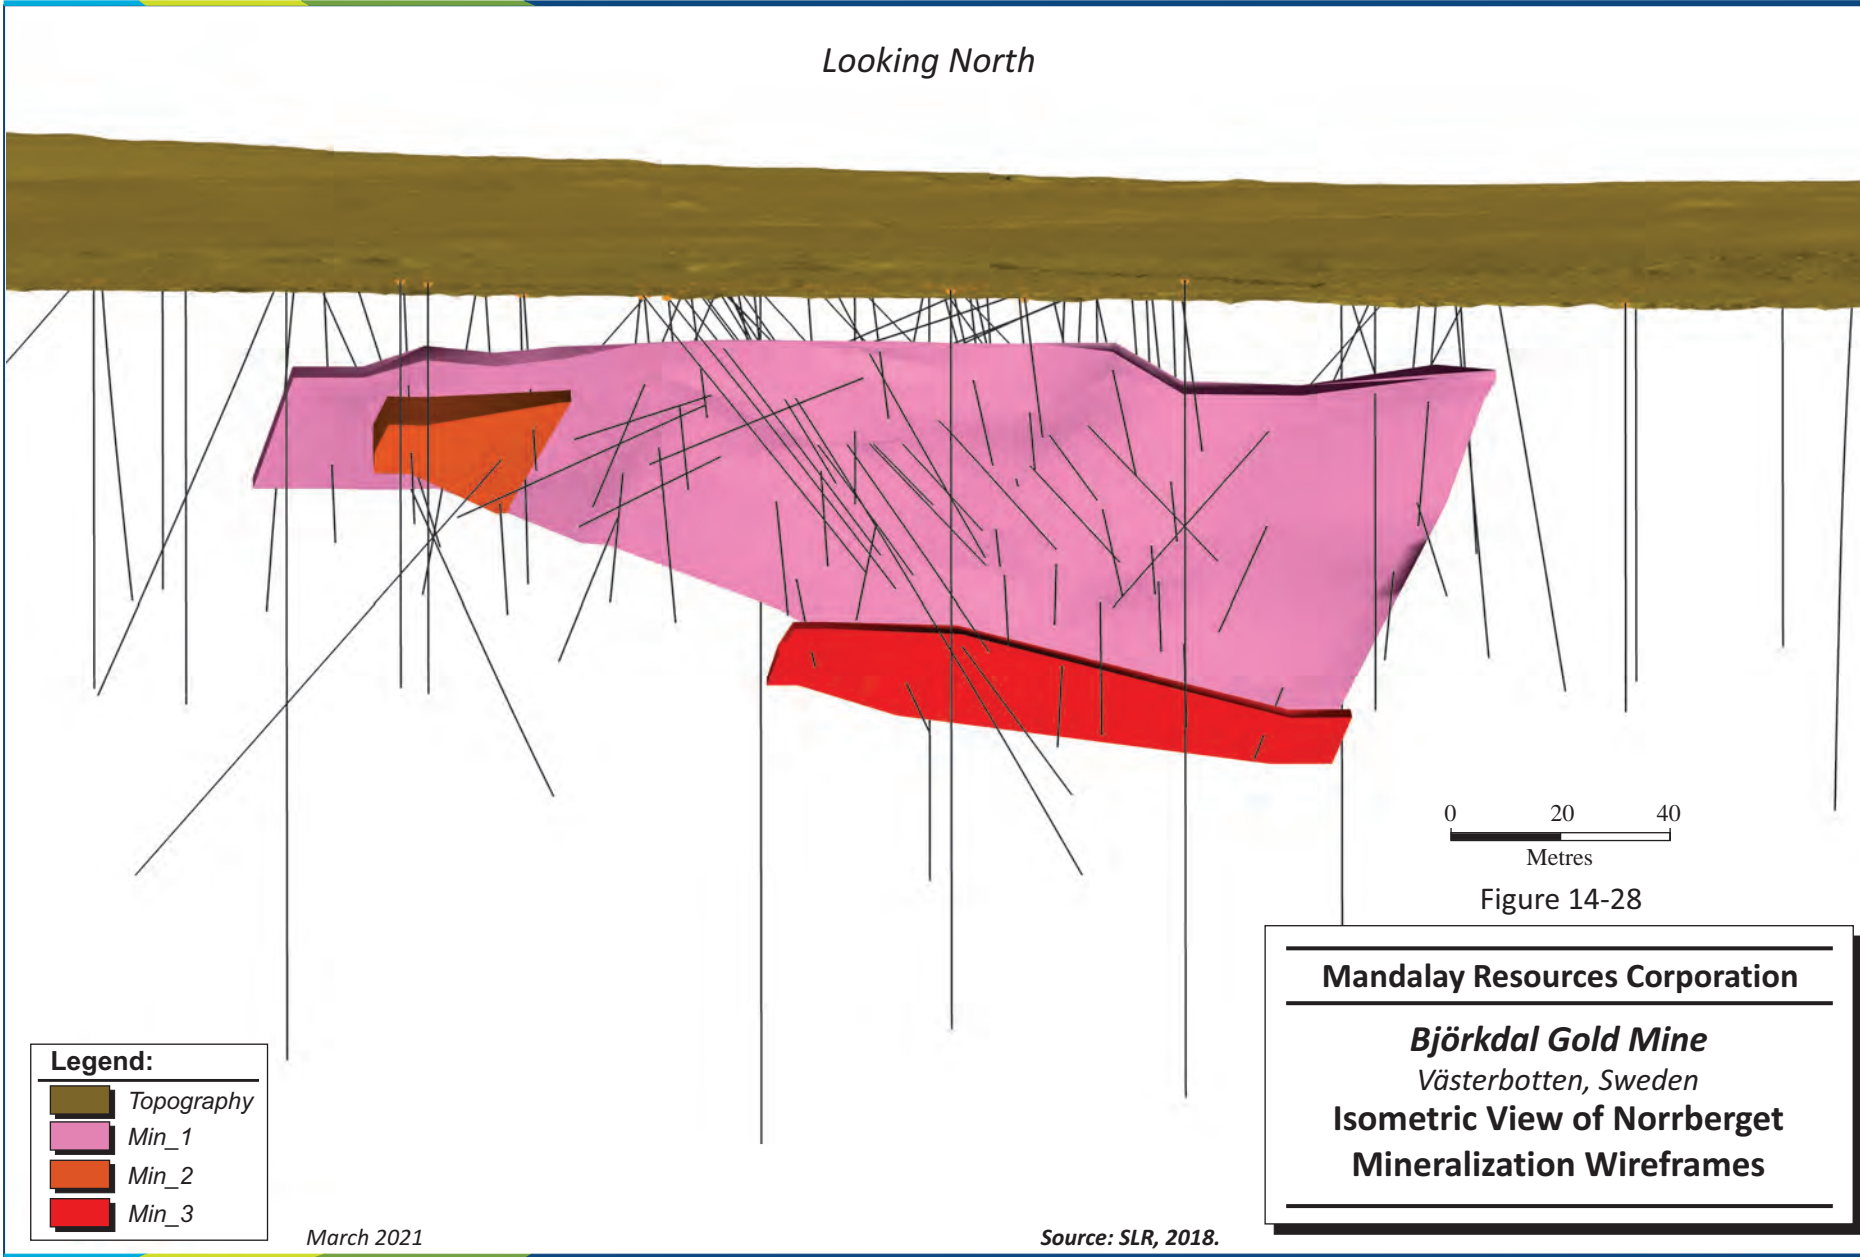 Looking North
0 20 40
Metres
Figure 14-28
Mandalay Resources Corporation
Björkdal Gold Mine
Västerbotten, Sweden
Isometric View of Norrberget
Mineralization Wireframes
Legend:
Topography
Min_1
Min_2
Min_3
March 2021
Source: SLR, 2018.